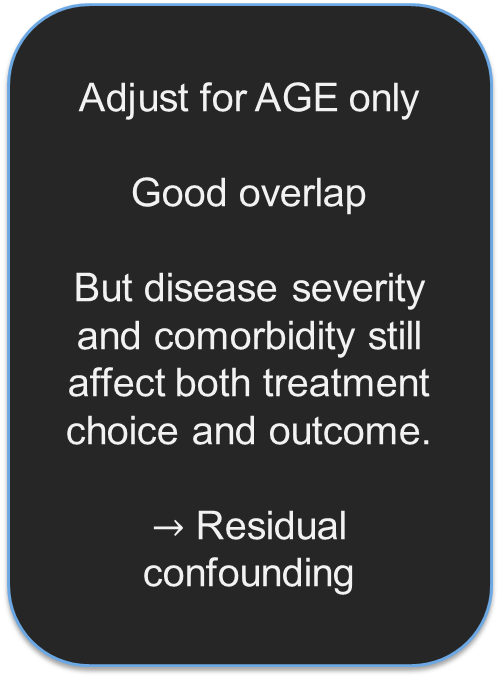 Adjust for AGE only
Good overlap
But disease severity
and comorbidity still
affect both treatment
choice and outcome.
→ Residual
confounding